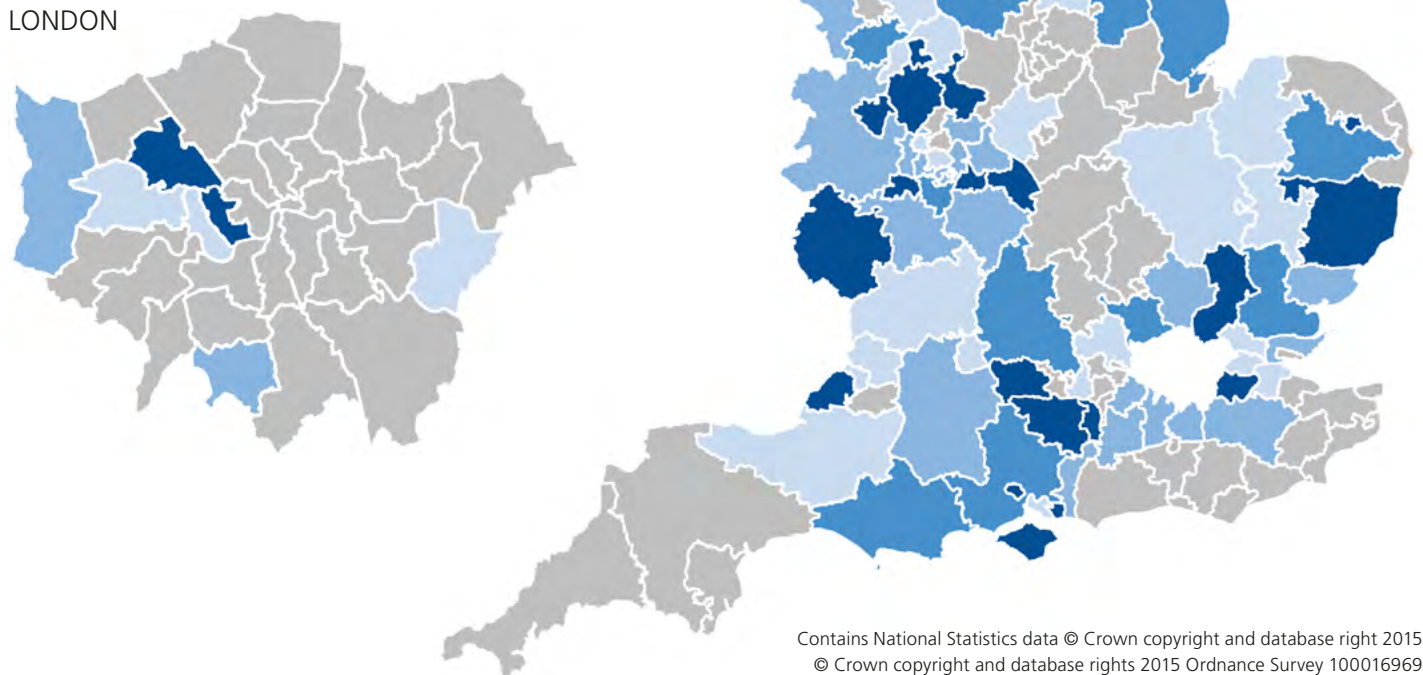 LONDON
Contains National Statistics data © Crown copyright and database right 2015
© Crown copyright and database rights 2015 Ordnance Survey 100016969